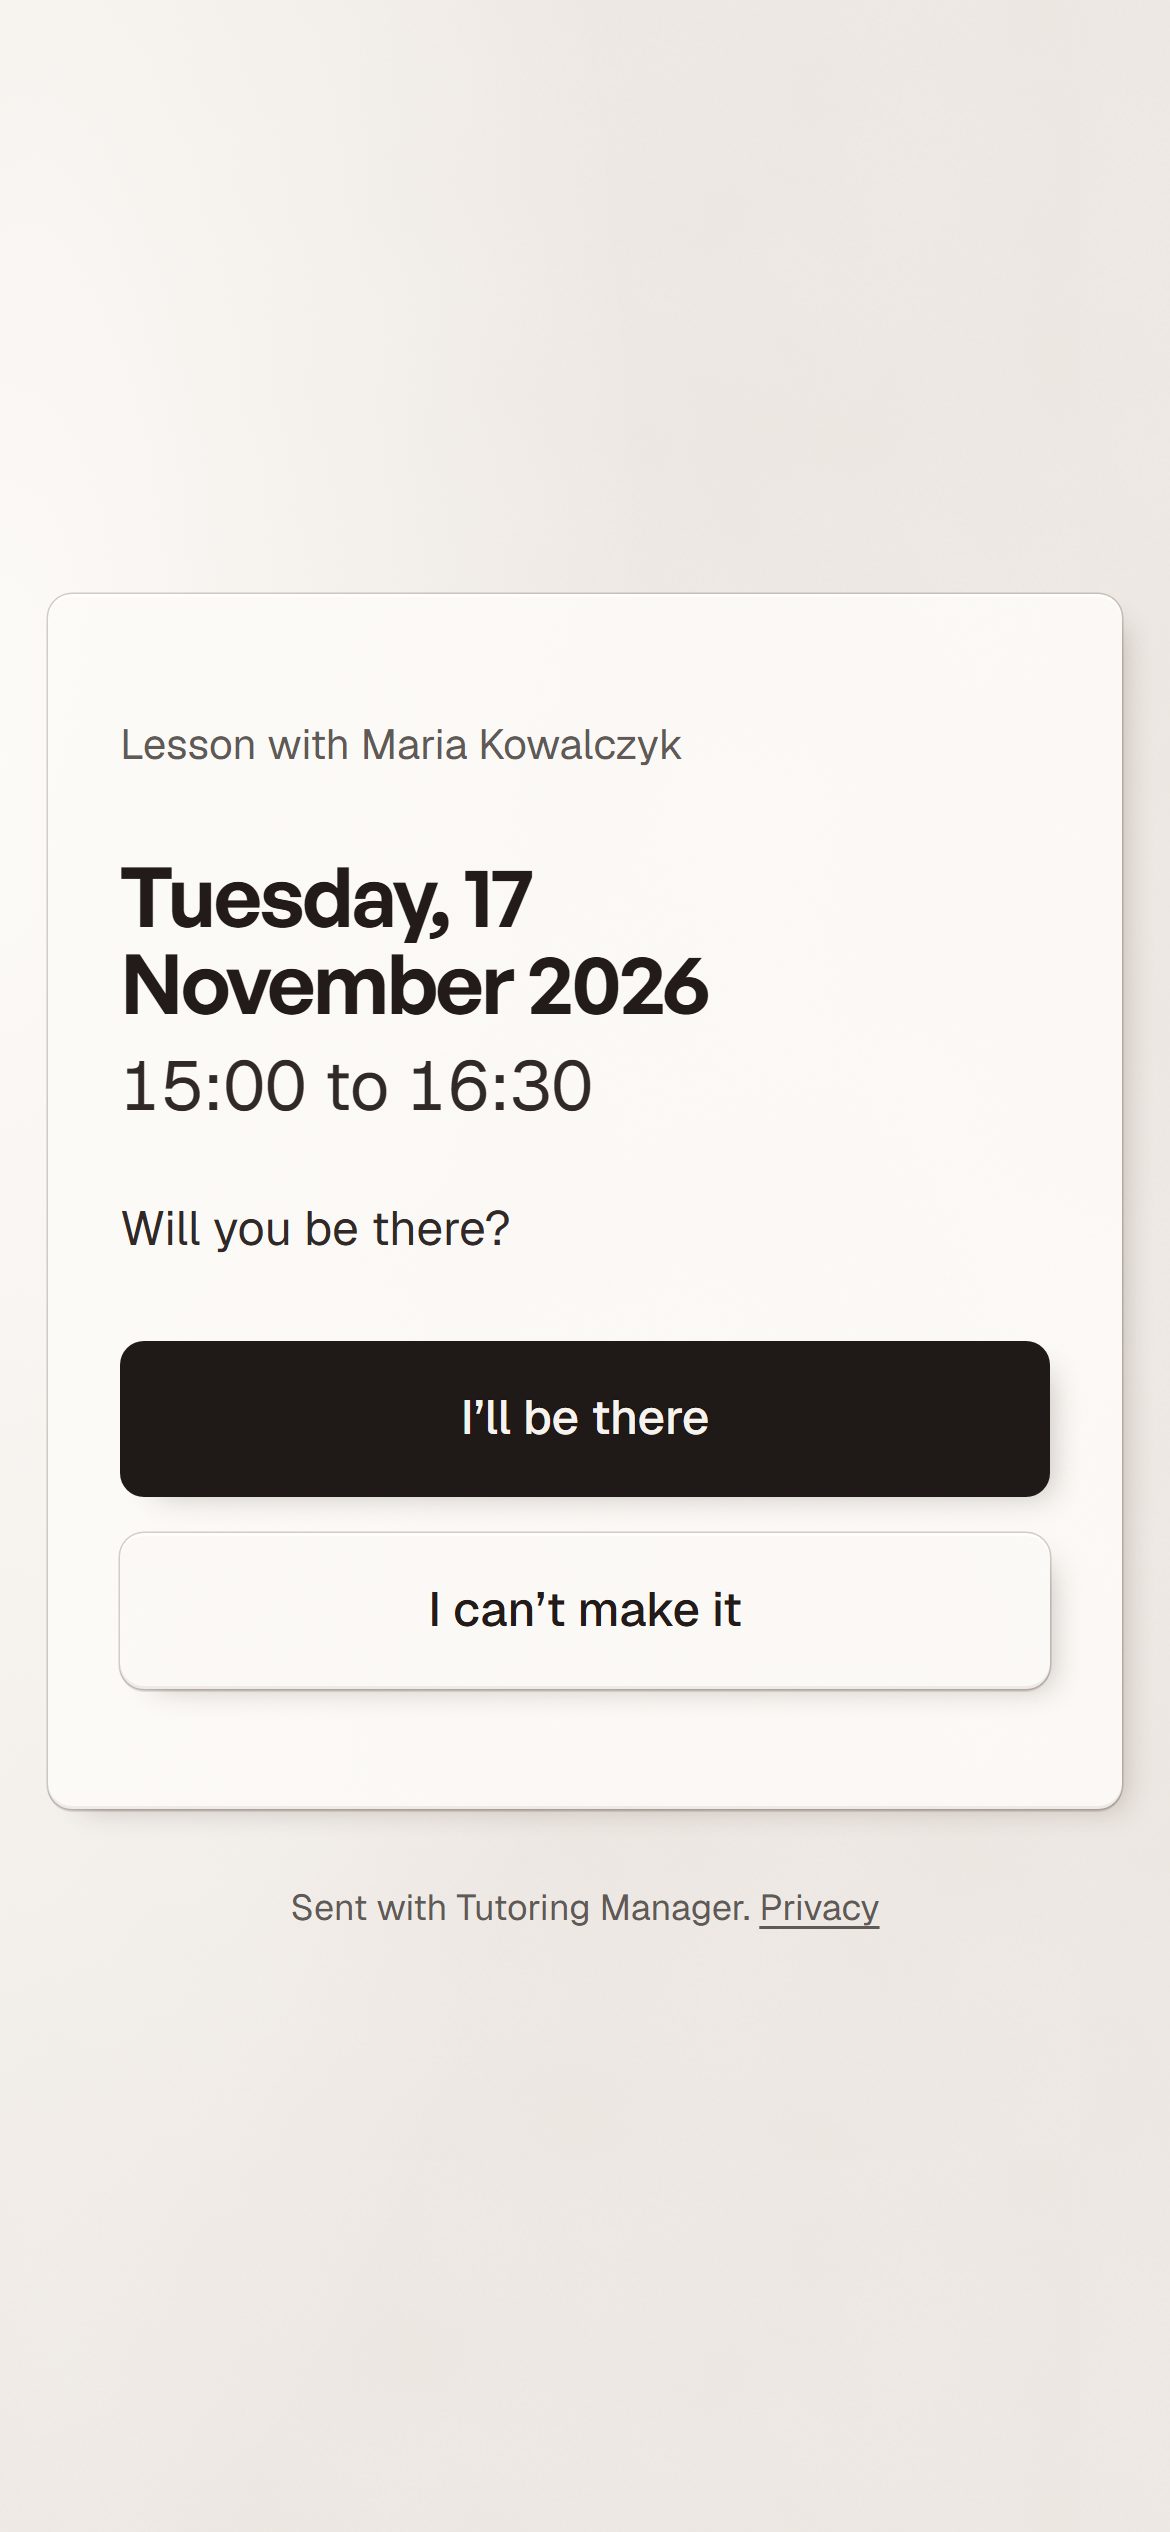 Lesson with Maria Kowalczyk
Tuesday, 17
November 2026
15:00 to 16:30
Will you be there?
I’ll be there
I can’t make it
Sent with Tutoring Manager. Privacy